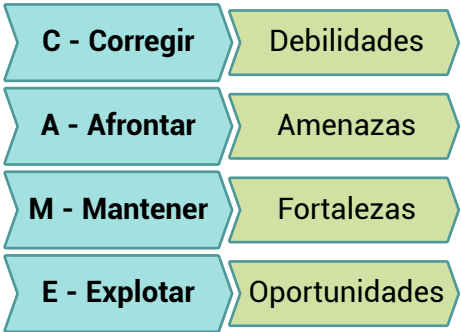 C - Corregir Debilidades
A - Afrontar Amenazas
M - Mantener Fortalezas
E - Explotar Oportunidades